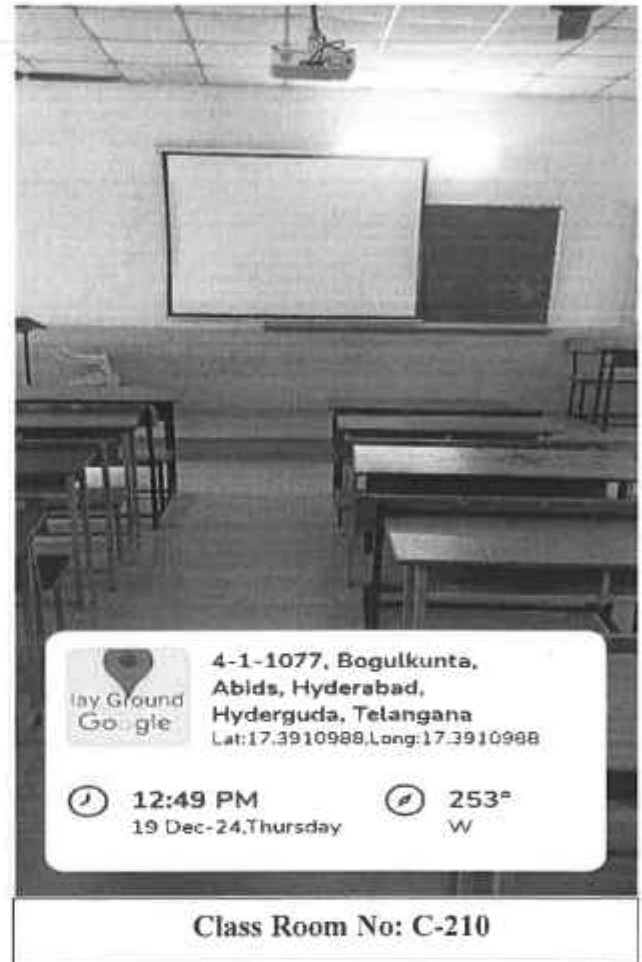 lay Ground
Google
4-1-1077, Bogulkunta,
Abids, Hyderabad,
Hyderguda, Telangana
Lat:17.3910988,Long:17.3910988
12:49 PM
19 Dec-24,Thursday
253°
W
Class Room No: C-210